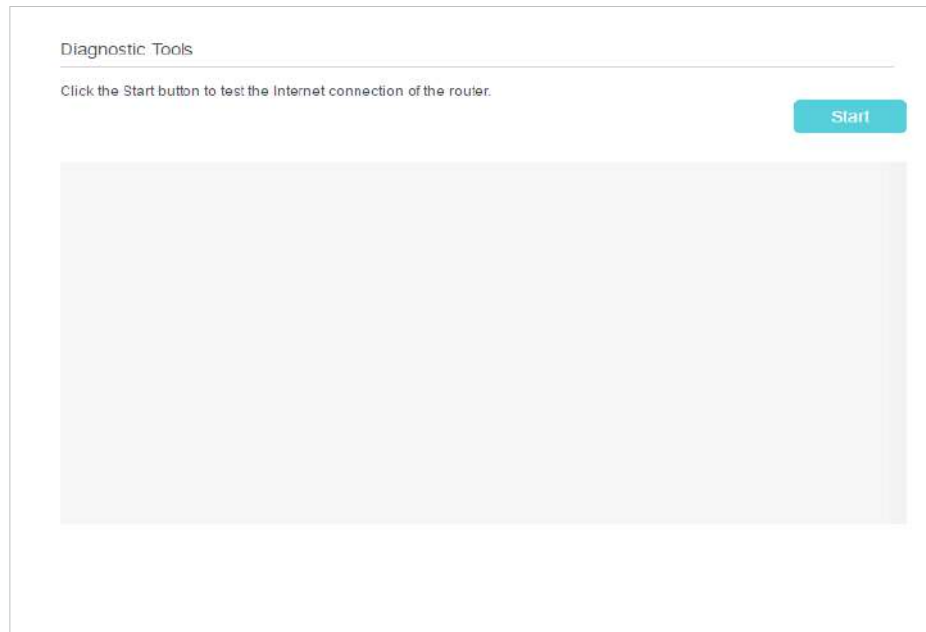 Diagnostic Tools
Click the Start button to test the Internet connection of the router.
Start